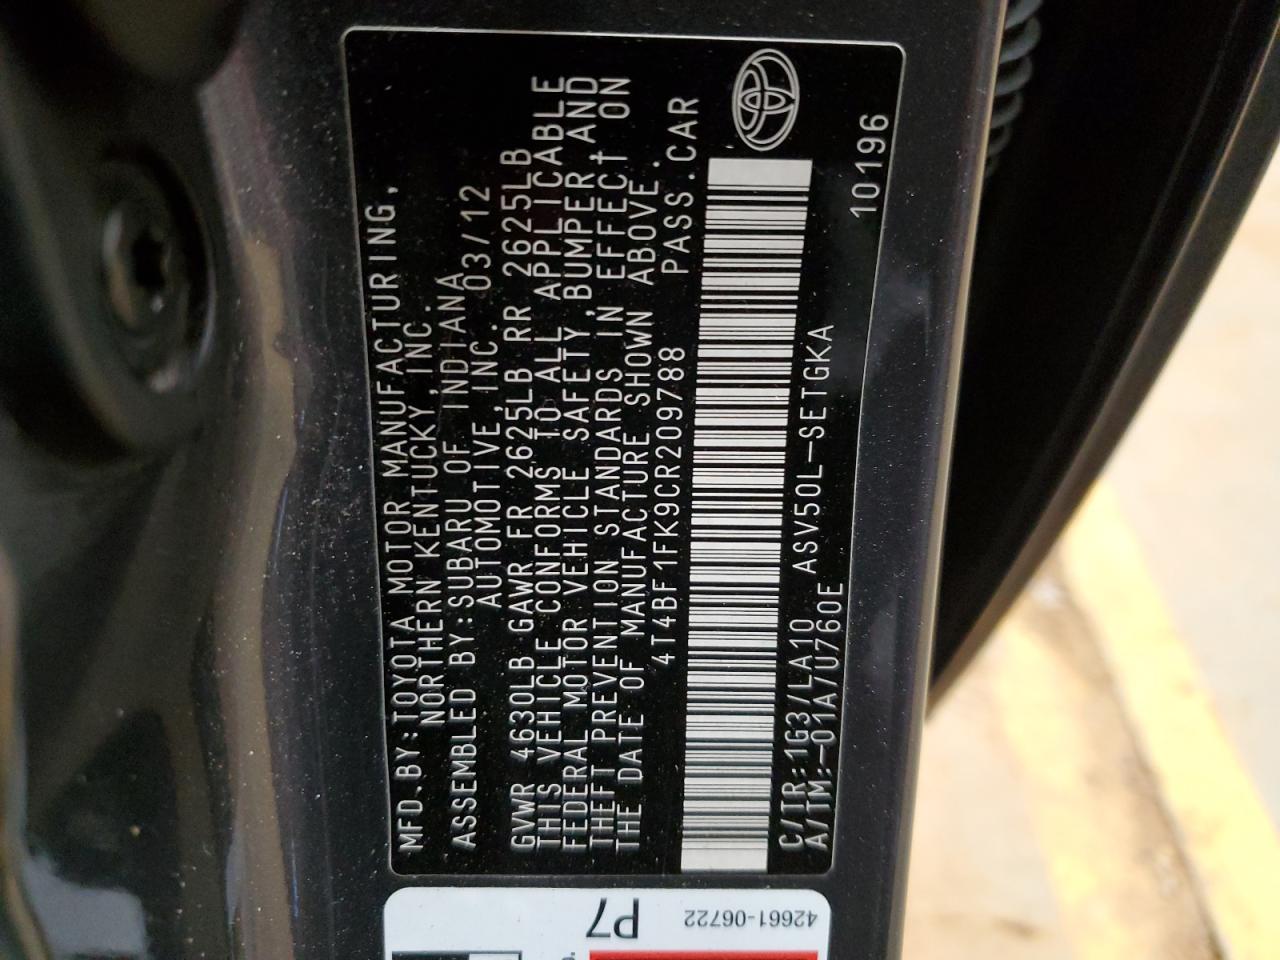 MFD.BY:TOYOTA MOTOR MANUFACTURING,
NORTHERN KENTUCKY,INC.
ASSEMBLED BY:SUBARU OF INDIANA
AUTOMOTIVE,INC. 03/12
GVWR 4630LB GAWR FR 2625LB RR 2625LB
THIS VEHICLE CONFORMS TO ALL APPLICABLE
FEDERAL MOTOR VEHICLE SAFETY,BUMPER,AND
THEFT PREVENTION STANDARDS IN EFFECT ON
THE DATE OF MANUFACTURE SHOWN ABOVE.
4T4BF1FK9CR209788 PASS.CAR
C/TR:1G3/LA10 ASV50L-SETGKA
A/TM:-01A/U760E 10196
42661-06722
P7